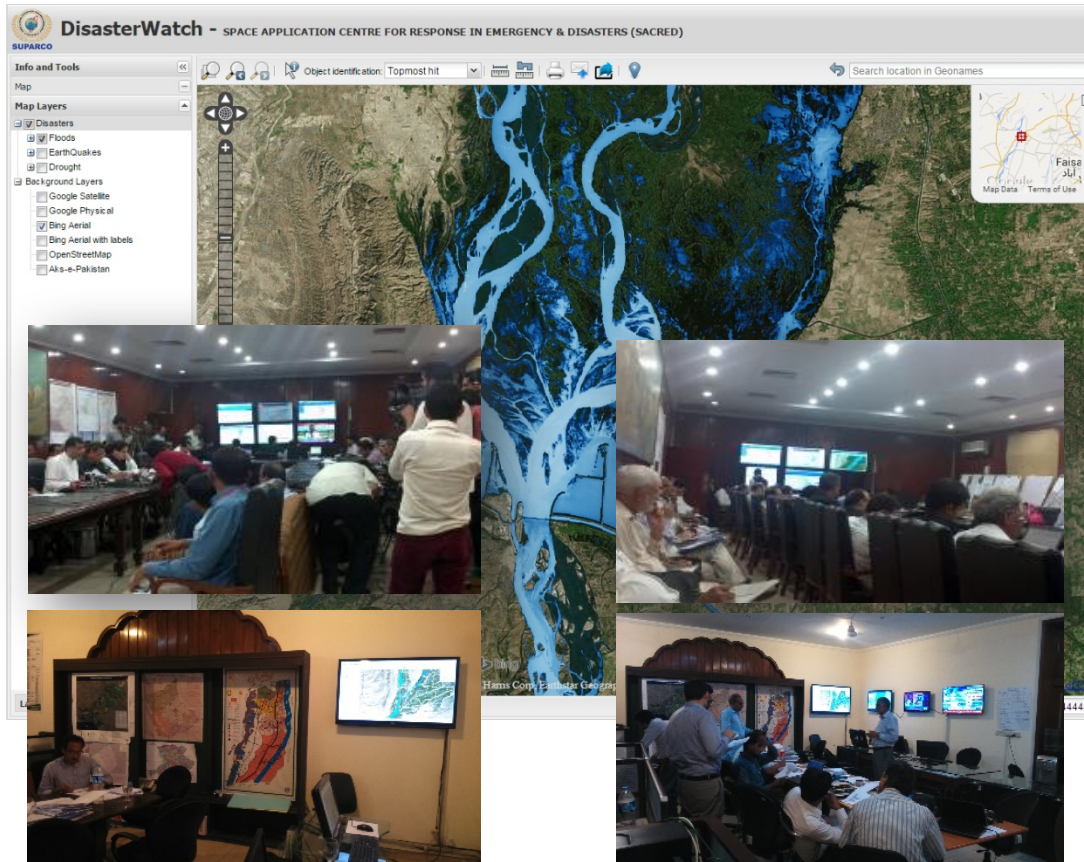 DisasterWatch - SPACE APPLICATION CENTRE FOR RESPONSE IN EMERGENCY & DISASTERS (SACRED)
SUPARCO
Info and Tools
Object identification: Topmost hit
Search location in Geonames
Map
Map Layers
Disasters
Floods
EarthQuakes
Drought
Background Layers
Google Satellite
Google Physical
Bing Aerial
Bing Aerial with labels
OpenStreetMap
Aks-e-Pakistan
Faisa
Map Data Terms of Use
bing
Earthstar Geograp